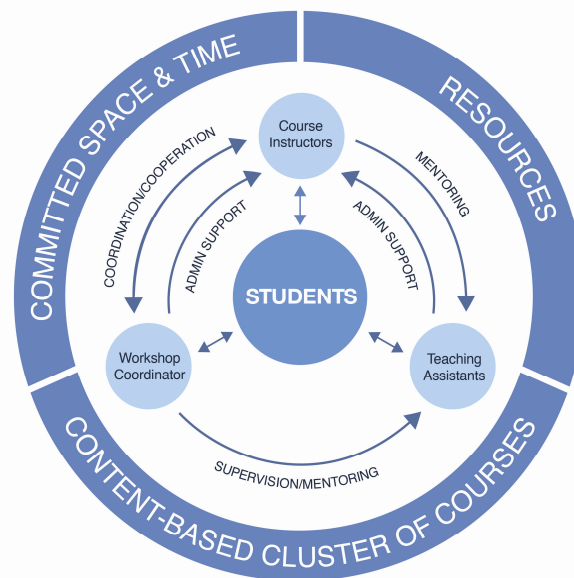 COMMITTED SPACE & TIME
RESOURCES
Course
Instructors
COORDINATION/COOPERATION
ADMIN SUPPORT
MENTORING
ADMIN SUPPORT
STUDENTS
Workshop
Coordinator
Teaching
Assistants
SUPERVISION/MENTORING
CONTENT-BASED CLUSTER OF COURSES